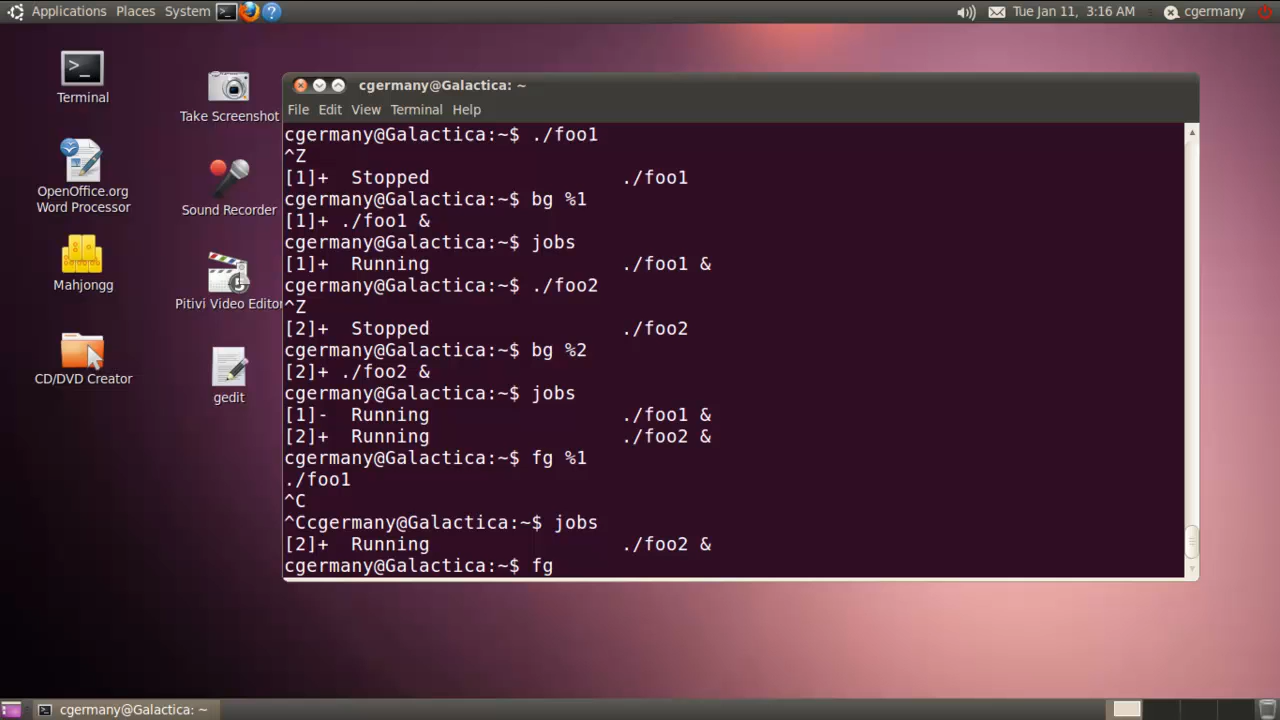 Applications Places System
Tue Jan 11, 3:16 AM cgermany
Terminal
Take Screenshot
OpenOffice.org
Word Processor
Sound Recorder
Mahjongg
Pitivi Video Editor
CD/DVD Creator
gedit
cgermany@Galactica: ~
File Edit View Terminal Help
cgermany@Galactica:~$ ./foo1
^Z
[1]+  Stopped                 ./foo1
cgermany@Galactica:~$ bg %1
[1]+ ./foo1 &
cgermany@Galactica:~$ jobs
[1]+  Running                 ./foo1 &
cgermany@Galactica:~$ ./foo2
^Z
[2]+  Stopped                 ./foo2
cgermany@Galactica:~$ bg %2
[2]+ ./foo2 &
cgermany@Galactica:~$ jobs
[1]-  Running                 ./foo1 &
[2]+  Running                 ./foo2 &
cgermany@Galactica:~$ fg %1
./foo1
^C
^Ccgermany@Galactica:~$ jobs
[2]+  Running                 ./foo2 &
cgermany@Galactica:~$ fg
cgermany@Galactica: ~